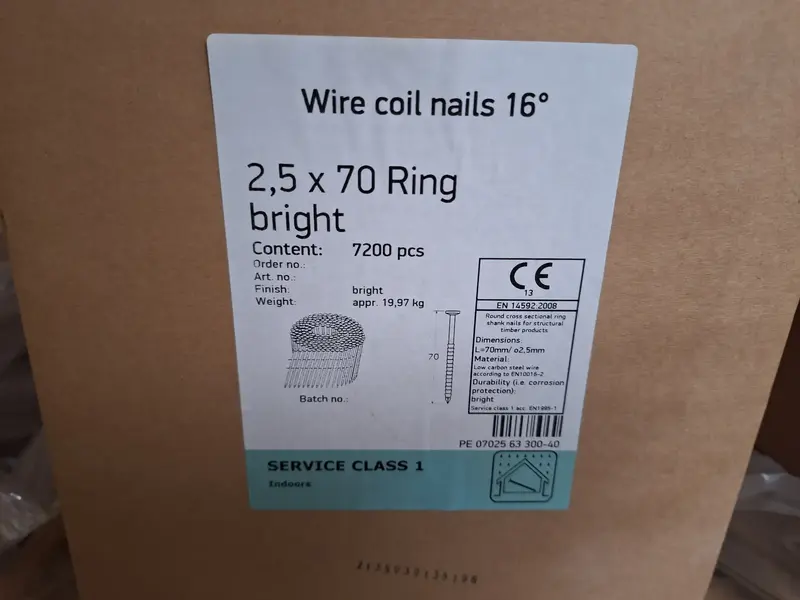 Wire coil nails 16°
2,5 x 70 Ring
bright
Content: 7200 pcs
Order no.:
Art. no.:
Finish: bright
Weight: appr. 19,97 kg
CE
13
EN 14592:2008
Round cross sectional ring
shank nails for structural
timber products
Dimensions
L=70mm/ ø2,5mm
Material:
Low carbon steel wire
according to EN10016-2
Durability (i.e. corrosion
protection):
bright
Service class 1 acc. EN1995-1
70
Batch no.:
PE 07025 63 300-40
SERVICE CLASS 1
Indoors